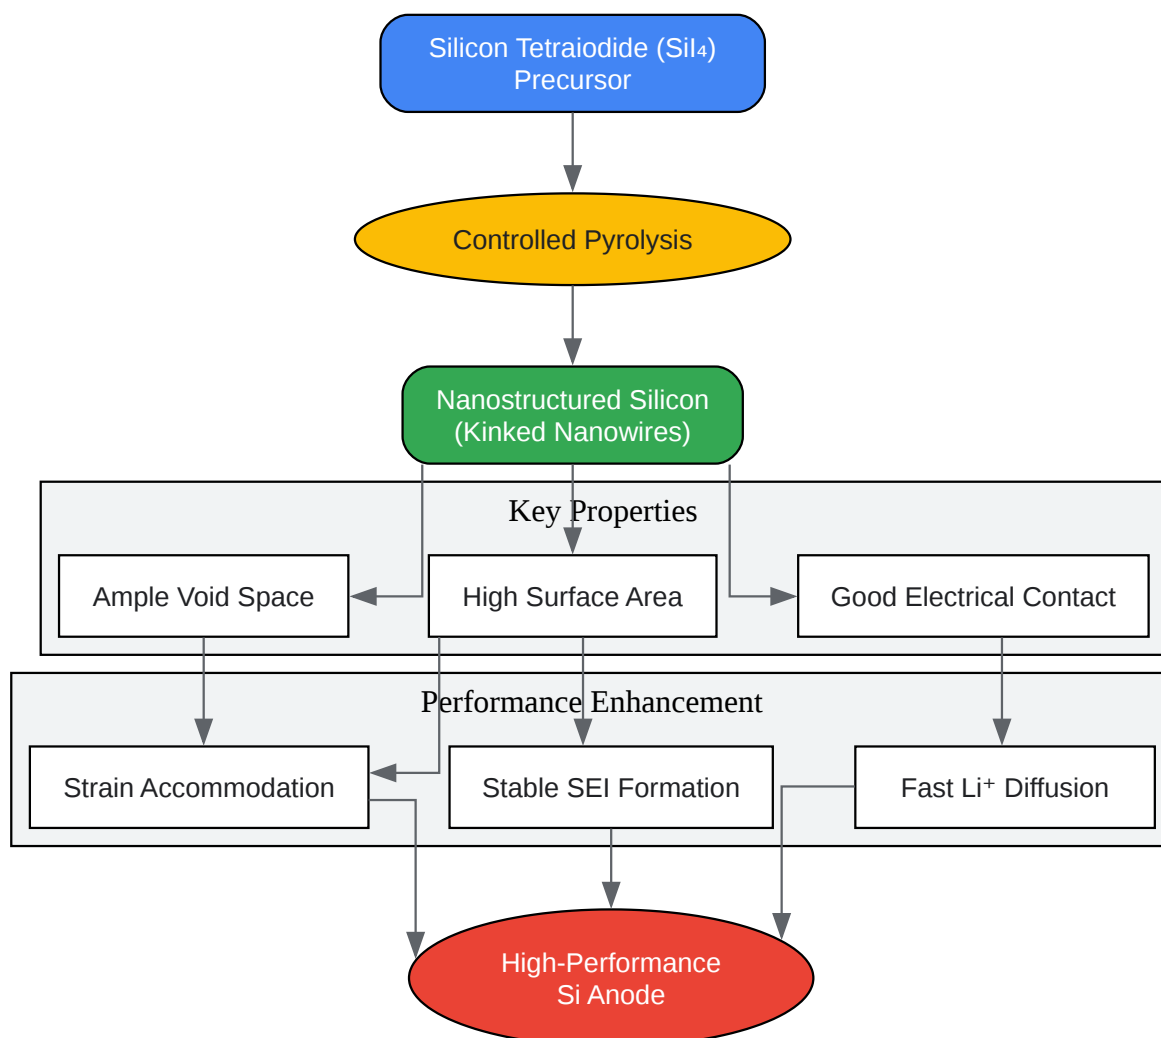 Silicon Tetraiodide (SiI₄)
Precursor
Controlled Pyrolysis
Nanostructured Silicon
(Kinked Nanowires)
Key Properties
Ample Void Space
High Surface Area
Good Electrical Contact
Performance Enhancement
Strain Accommodation
Stable SEI Formation
Fast Li⁺ Diffusion
High-Performance
Si Anode